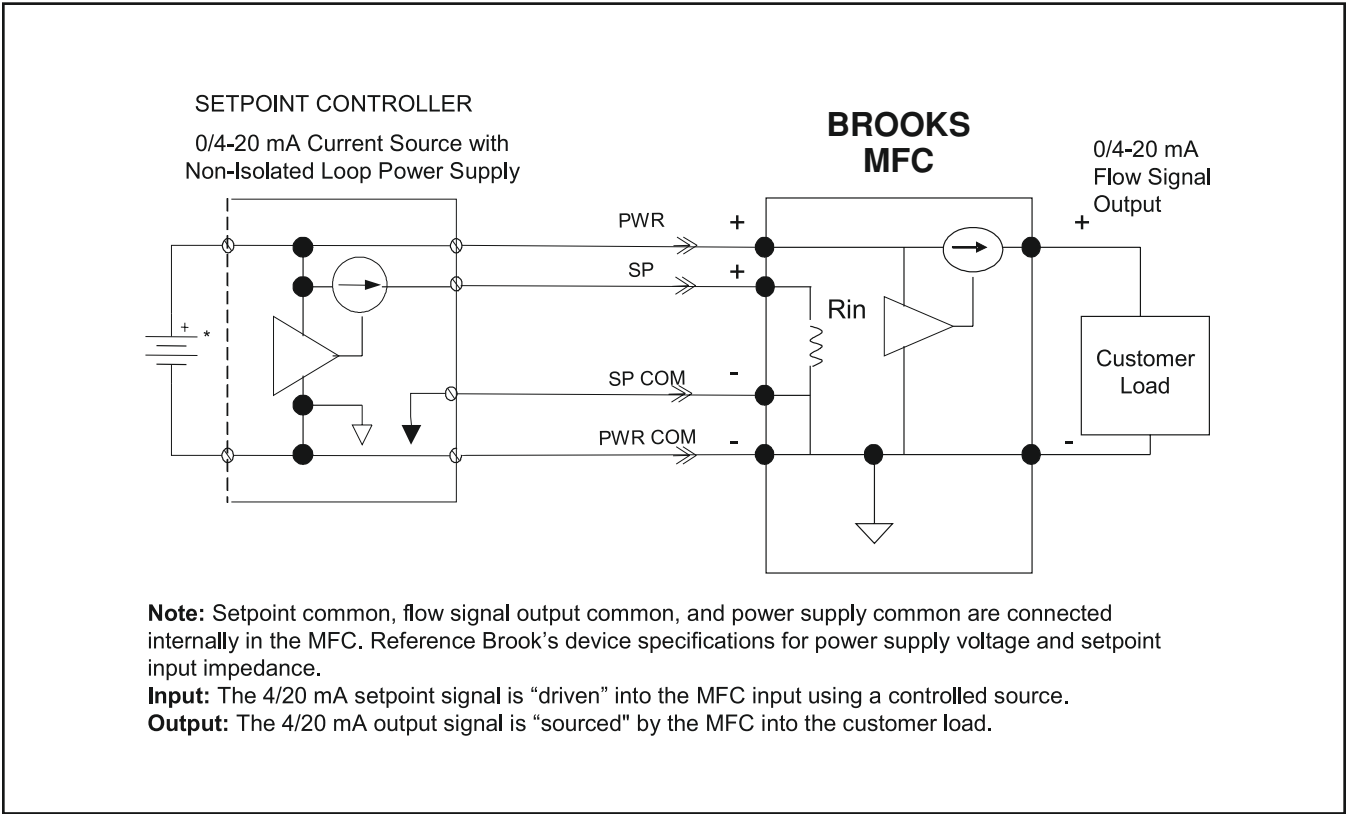 SETPOINT CONTROLLER
0/4-20 mA Current Source with
Non-Isolated Loop Power Supply
BROOKS
MFC
0/4-20 mA
Flow Signal
Output
PWR
+
+
SP
+
Rin
+
*
Customer
Load
SP COM
-
PWR COM
-
-
Note: Setpoint common, flow signal output common, and power supply common are connected
internally in the MFC. Reference Brook's device specifications for power supply voltage and setpoint
input impedance.
Input: The 4/20 mA setpoint signal is “driven” into the MFC input using a controlled source.
Output: The 4/20 mA output signal is “sourced" by the MFC into the customer load.